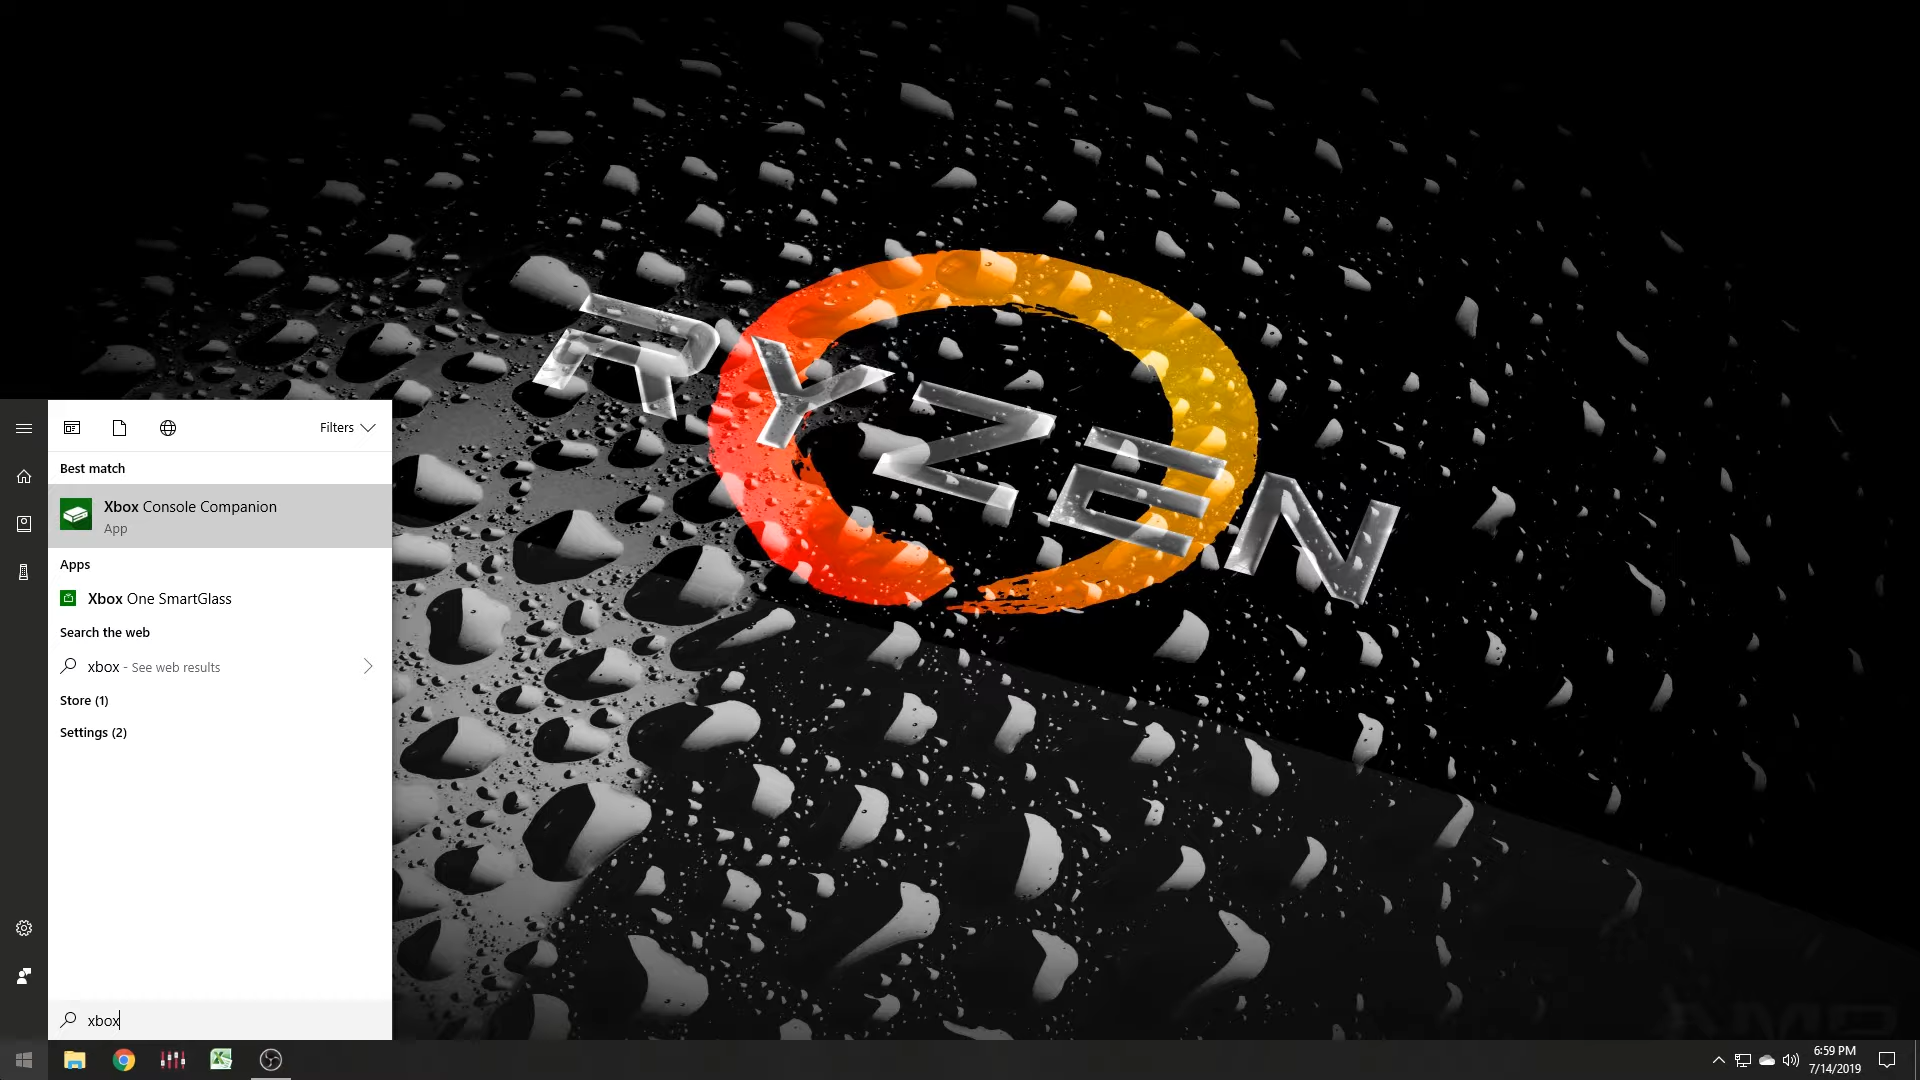 RYZEN
Filters
Best match
Xbox Console Companion
App
Apps
Xbox One SmartGlass
Search the web
xbox - See web results
Store (1)
Settings (2)
xbox
AMD
6:59 PM
7/14/2019